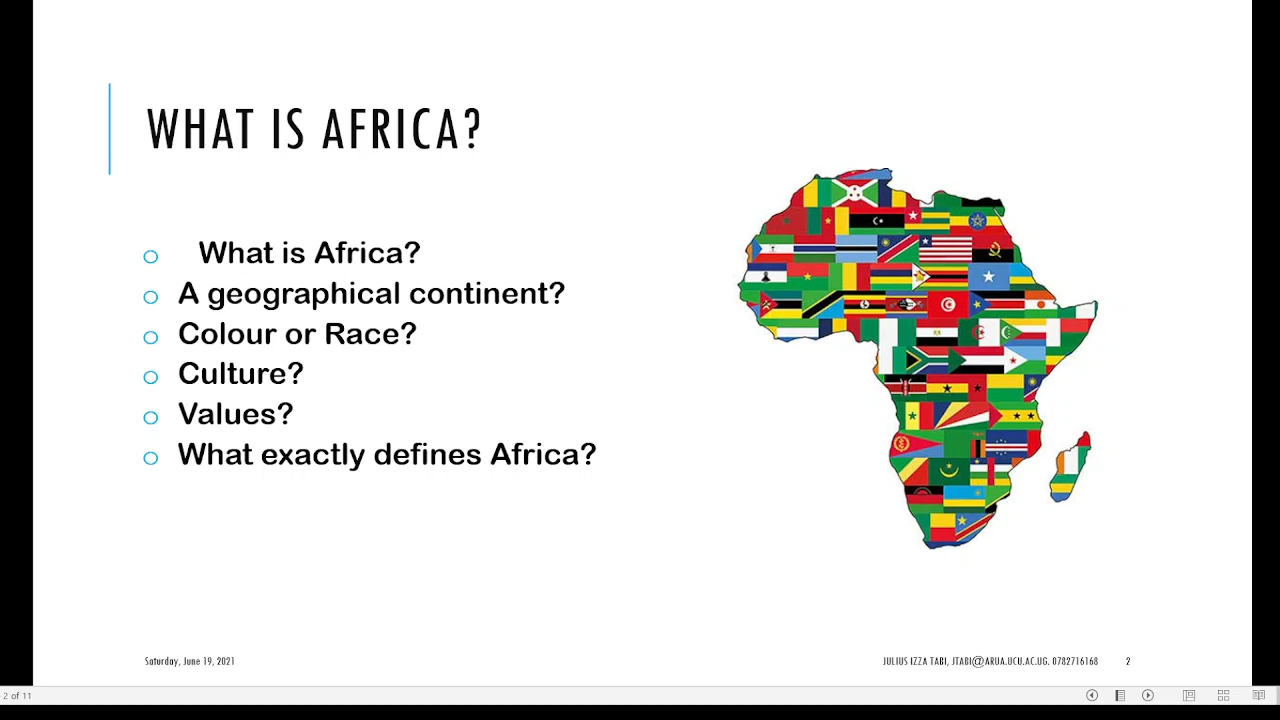 WHAT IS AFRICA?
What is Africa?
A geographical continent?
Colour or Race?
Culture?
Values?
What exactly defines Africa?
Saturday, June 19, 2021
JULIUS IZZA TABI, JTABI@ARUA.UCU.AC.UG. 0782716168
2
2 of 11